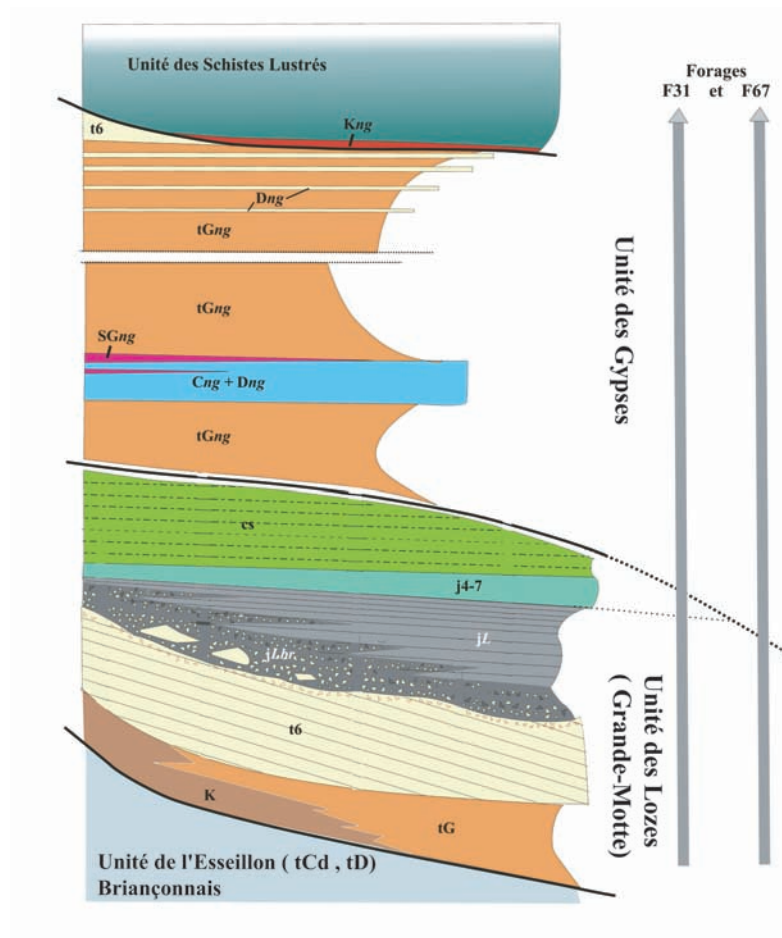 Unité des Schistes Lustrés
Forages
F31 et F67
t6
Kng
Dng
tGng
tGng
SGng
Cng + Dng
tGng
Unité des Gypses
cs
j4-7
jL
jLbr
t6
K
tG
Unité des Lozes
( Grande-Motte)
Unité de l'Esseillon ( tCd , tD)
Briançonnais